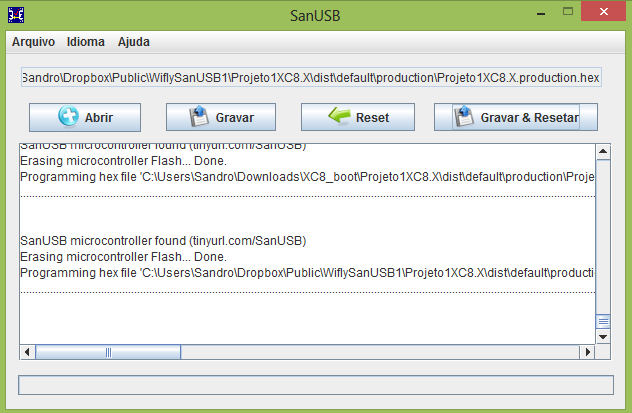 SanUSB
Arquivo Idioma Ajuda
Sandro\Dropbox\Public\WiflySanUSB1\Projeto1XC8.X\dist\default\production\Projeto1XC8.X.production.hex
Abrir Gravar Reset Gravar & Resetar
SanUSB microcontroller found (tinyurl.com/SanUSB)
Erasing microcontroller Flash... Done.
Programming hex file 'C:\Users\Sandro\Downloads\XC8_boot\Projeto1XC8.X\dist\default\production\Proje
SanUSB microcontroller found (tinyurl.com/SanUSB)
Erasing microcontroller Flash... Done.
Programming hex file 'C:\Users\Sandro\Dropbox\Public\WiflySanUSB1\Projeto1XC8.X\dist\default\producti